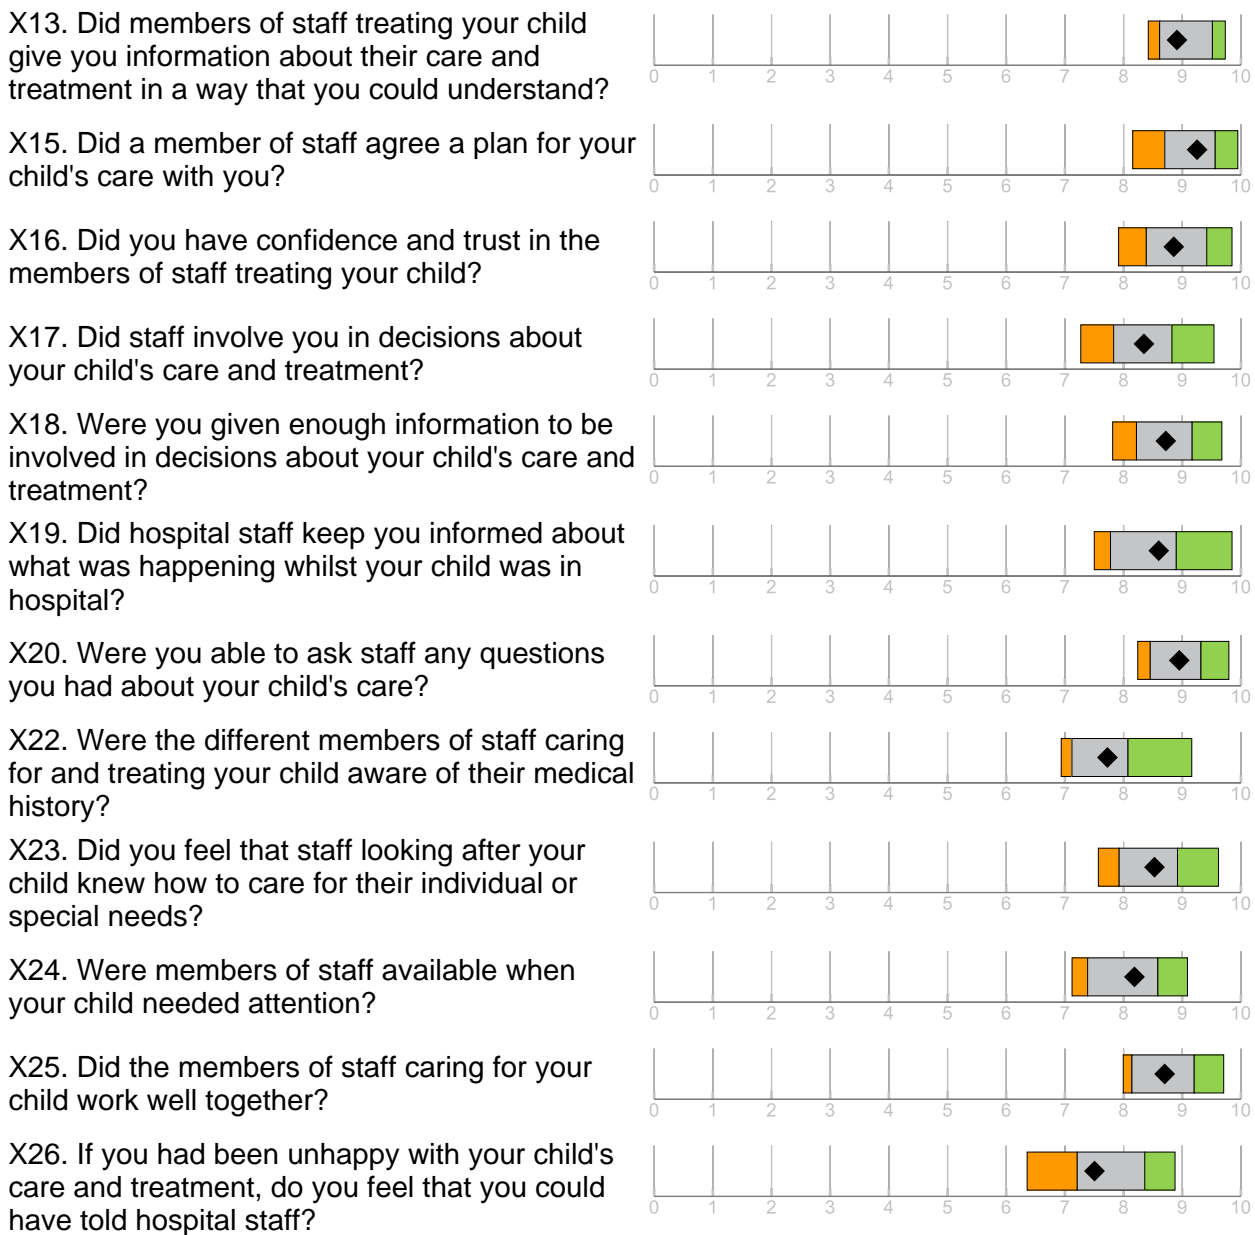 X13. Did members of staff treating your child
give you information about their care and
treatment in a way that you could understand?
0 1 2 3 4 5 6 7 8 9 10
X15. Did a member of staff agree a plan for your
child's care with you?
0 1 2 3 4 5 6 7 8 9 10
X16. Did you have confidence and trust in the
members of staff treating your child?
0 1 2 3 4 5 6 7 8 9 10
X17. Did staff involve you in decisions about
your child's care and treatment?
0 1 2 3 4 5 6 7 8 9 10
X18. Were you given enough information to be
involved in decisions about your child's care and
treatment?
0 1 2 3 4 5 6 7 8 9 10
X19. Did hospital staff keep you informed about
what was happening whilst your child was in
hospital?
0 1 2 3 4 5 6 7 8 9 10
X20. Were you able to ask staff any questions
you had about your child's care?
0 1 2 3 4 5 6 7 8 9 10
X22. Were the different members of staff caring
for and treating your child aware of their medical
history?
0 1 2 3 4 5 6 7 8 9 10
X23. Did you feel that staff looking after your
child knew how to care for their individual or
special needs?
0 1 2 3 4 5 6 7 8 9 10
X24. Were members of staff available when
your child needed attention?
0 1 2 3 4 5 6 7 8 9 10
X25. Did the members of staff caring for your
child work well together?
0 1 2 3 4 5 6 7 8 9 10
X26. If you had been unhappy with your child's
care and treatment, do you feel that you could
have told hospital staff?
0 1 2 3 4 5 6 7 8 9 10